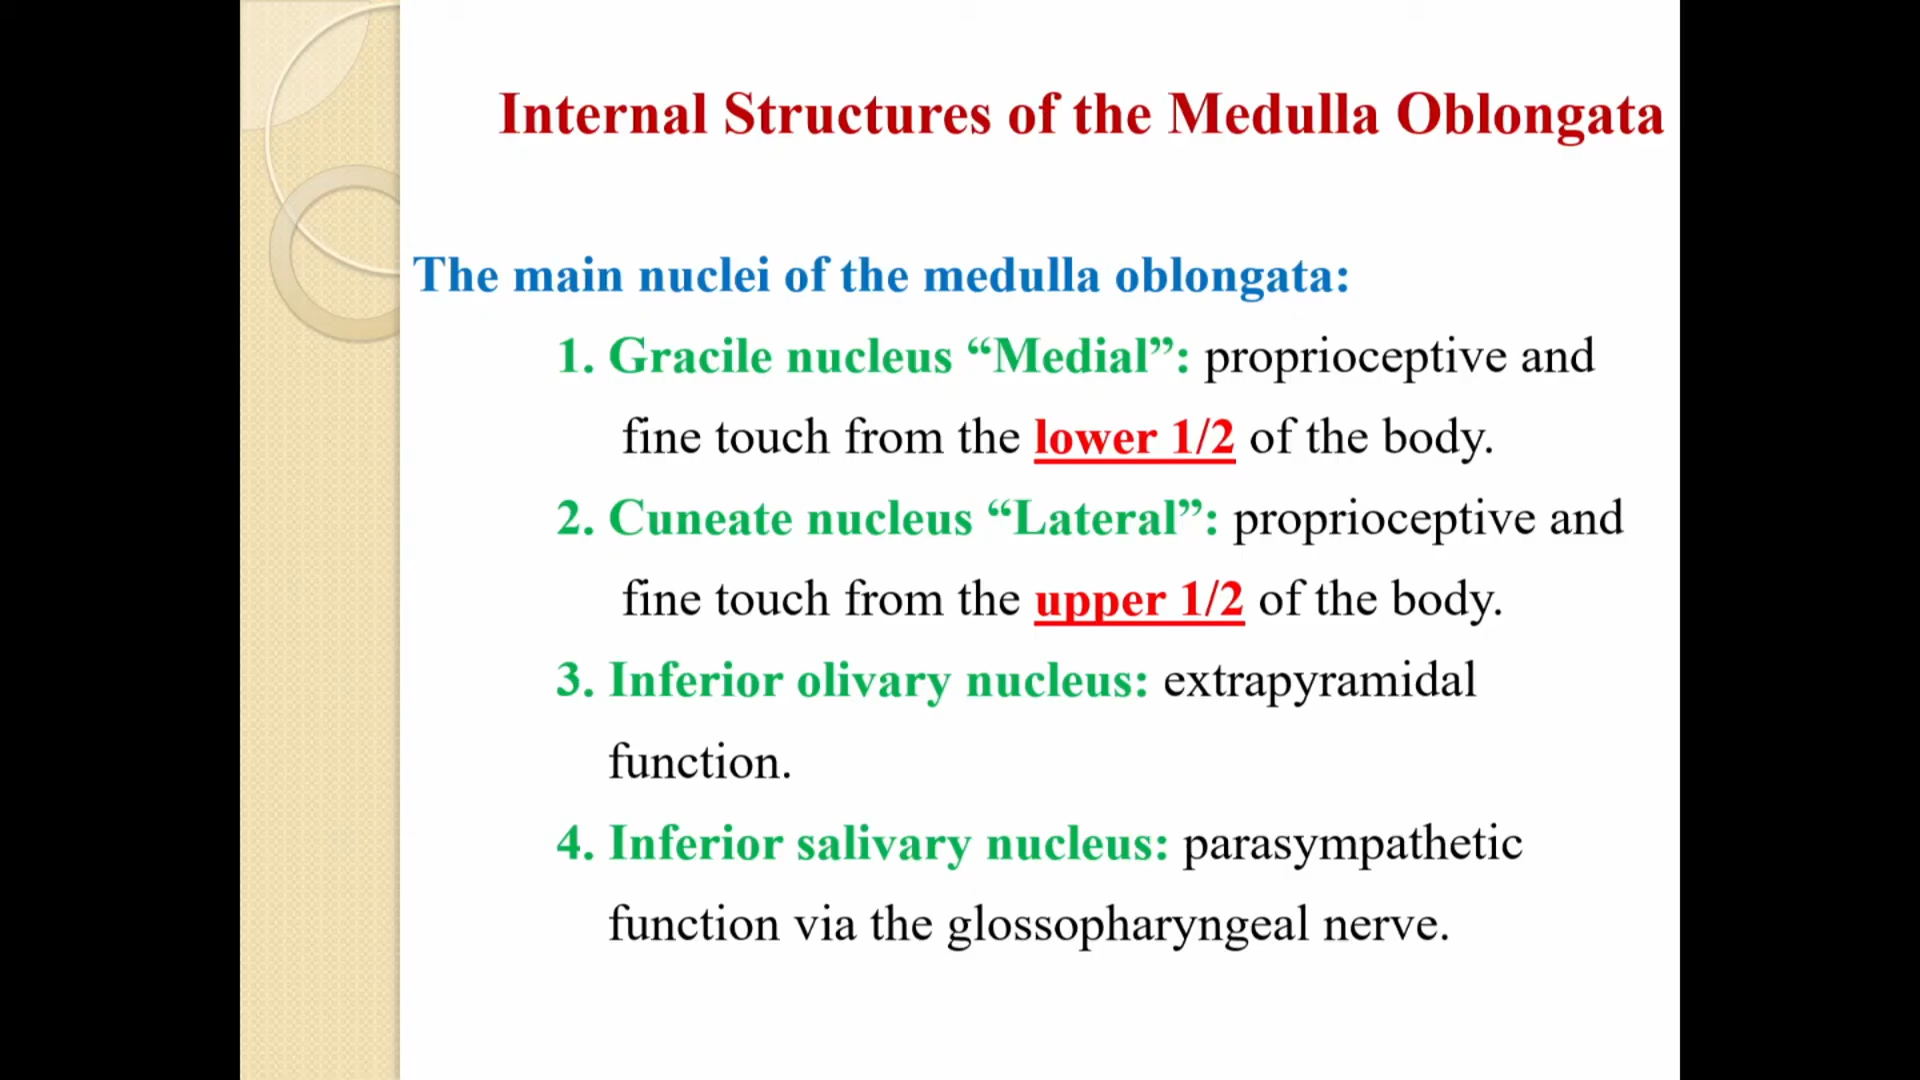 Internal Structures of the Medulla Oblongata
The main nuclei of the medulla oblongata:
1. Gracile nucleus “Medial”: proprioceptive and
fine touch from the lower 1/2 of the body.
2. Cuneate nucleus “Lateral”: proprioceptive and
fine touch from the upper 1/2 of the body.
3. Inferior olivary nucleus: extrapyramidal
function.
4. Inferior salivary nucleus: parasympathetic
function via the glossopharyngeal nerve.